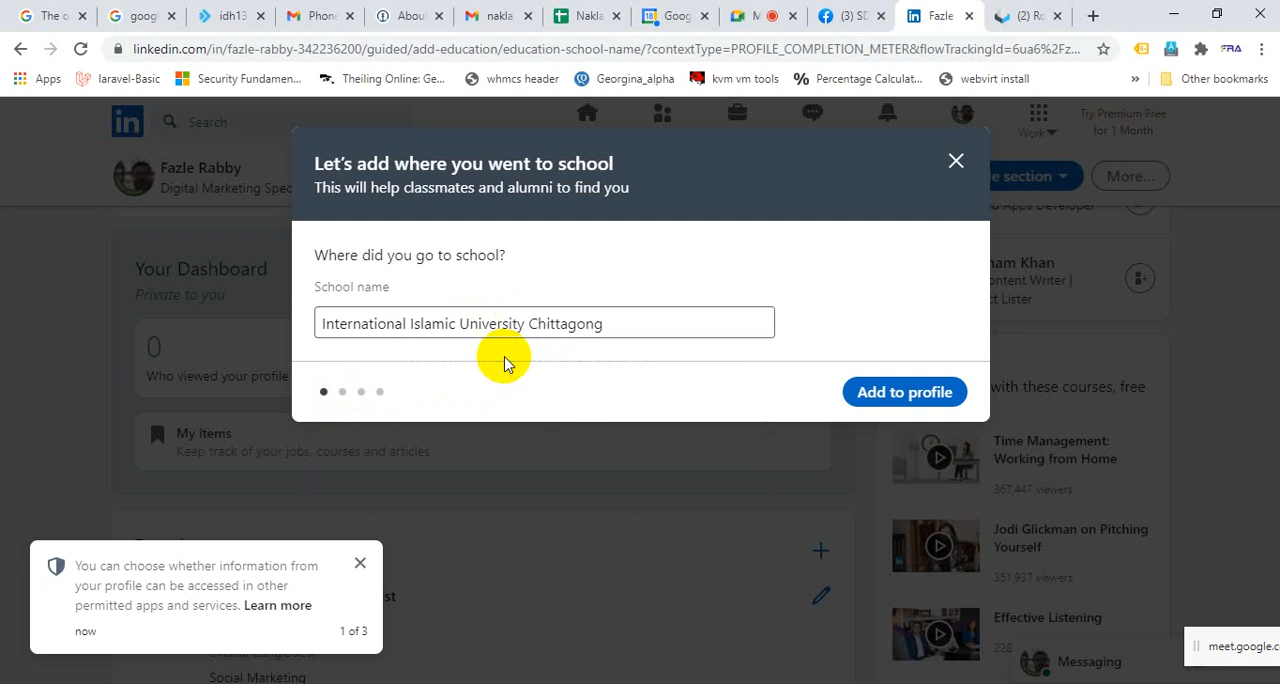 The o
goog
idh13
Phone
Abou
nakla
Nakla
18 Goog
M
(3) SD
in Fazle
(2) Ro
linkedin.com/in/fazle-rabby-342236200/guided/add-education/education-school-name/?contextType=PROFILE_COMPLETION_METER&flowTrackingId=6ua6%2Fz...
FRA
Apps
laravel-Basic
Security Fundamen...
Theiling Online: Ge...
whmcs header
Georgina_alpha
kvm vm tools
Percentage Calculat...
webvirt install
»
Other bookmarks
in
Search
Work
Try Premium Free
for 1 Month
Fazle Rabby
Digital Marketing Spec
e section
More...
Let's add where you went to school
This will help classmates and alumni to find you
Where did you go to school?
School name
International Islamic University Chittagong
Add to profile
Your Dashboard
Private to you
0
Who viewed your profile
My items
Keep track of your jobs, courses and articles.
d Apps Developer
ham Khan
ontent Writer |
ct Lister
with these courses, free
Time Management:
Working from Home
367,447 viewers
Jodi Glickman on Pitching
Yourself
351,937 viewers
Effective Listening
228
Messaging
meet.google.c
You can choose whether information from
your profile can be accessed in other
permitted apps and services. Learn more
now
1 of 3
st
Social Marketing